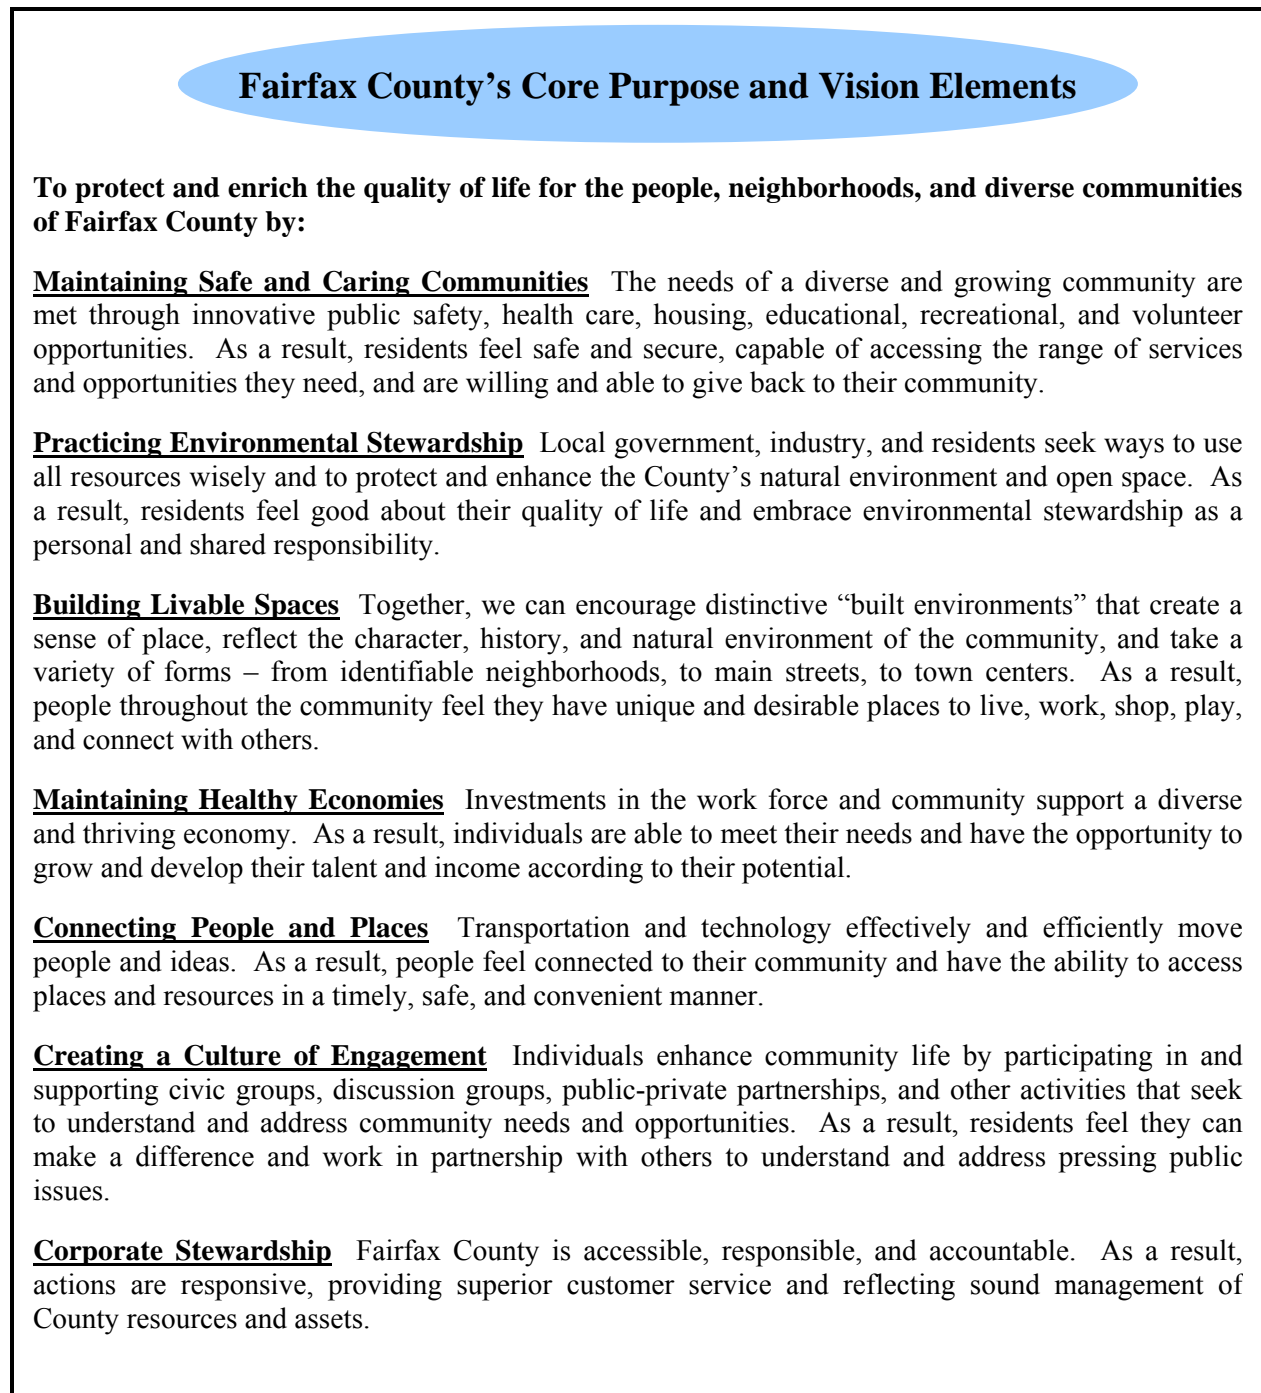 Fairfax County’s Core Purpose and Vision Elements
To protect and enrich the quality of life for the people, neighborhoods, and diverse communities
of Fairfax County by:
Maintaining Safe and Caring Communities The needs of a diverse and growing community are
met through innovative public safety, health care, housing, educational, recreational, and volunteer
opportunities. As a result, residents feel safe and secure, capable of accessing the range of services
and opportunities they need, and are willing and able to give back to their community.
Practicing Environmental Stewardship Local government, industry, and residents seek ways to use
all resources wisely and to protect and enhance the County’s natural environment and open space. As
a result, residents feel good about their quality of life and embrace environmental stewardship as a
personal and shared responsibility.
Building Livable Spaces Together, we can encourage distinctive “built environments” that create a
sense of place, reflect the character, history, and natural environment of the community, and take a
variety of forms – from identifiable neighborhoods, to main streets, to town centers. As a result,
people throughout the community feel they have unique and desirable places to live, work, shop, play,
and connect with others.
Maintaining Healthy Economies Investments in the work force and community support a diverse
and thriving economy. As a result, individuals are able to meet their needs and have the opportunity to
grow and develop their talent and income according to their potential.
Connecting People and Places Transportation and technology effectively and efficiently move
people and ideas. As a result, people feel connected to their community and have the ability to access
places and resources in a timely, safe, and convenient manner.
Creating a Culture of Engagement Individuals enhance community life by participating in and
supporting civic groups, discussion groups, public-private partnerships, and other activities that seek
to understand and address community needs and opportunities. As a result, residents feel they can
make a difference and work in partnership with others to understand and address pressing public
issues.
Corporate Stewardship Fairfax County is accessible, responsible, and accountable. As a result,
actions are responsive, providing superior customer service and reflecting sound management of
County resources and assets.